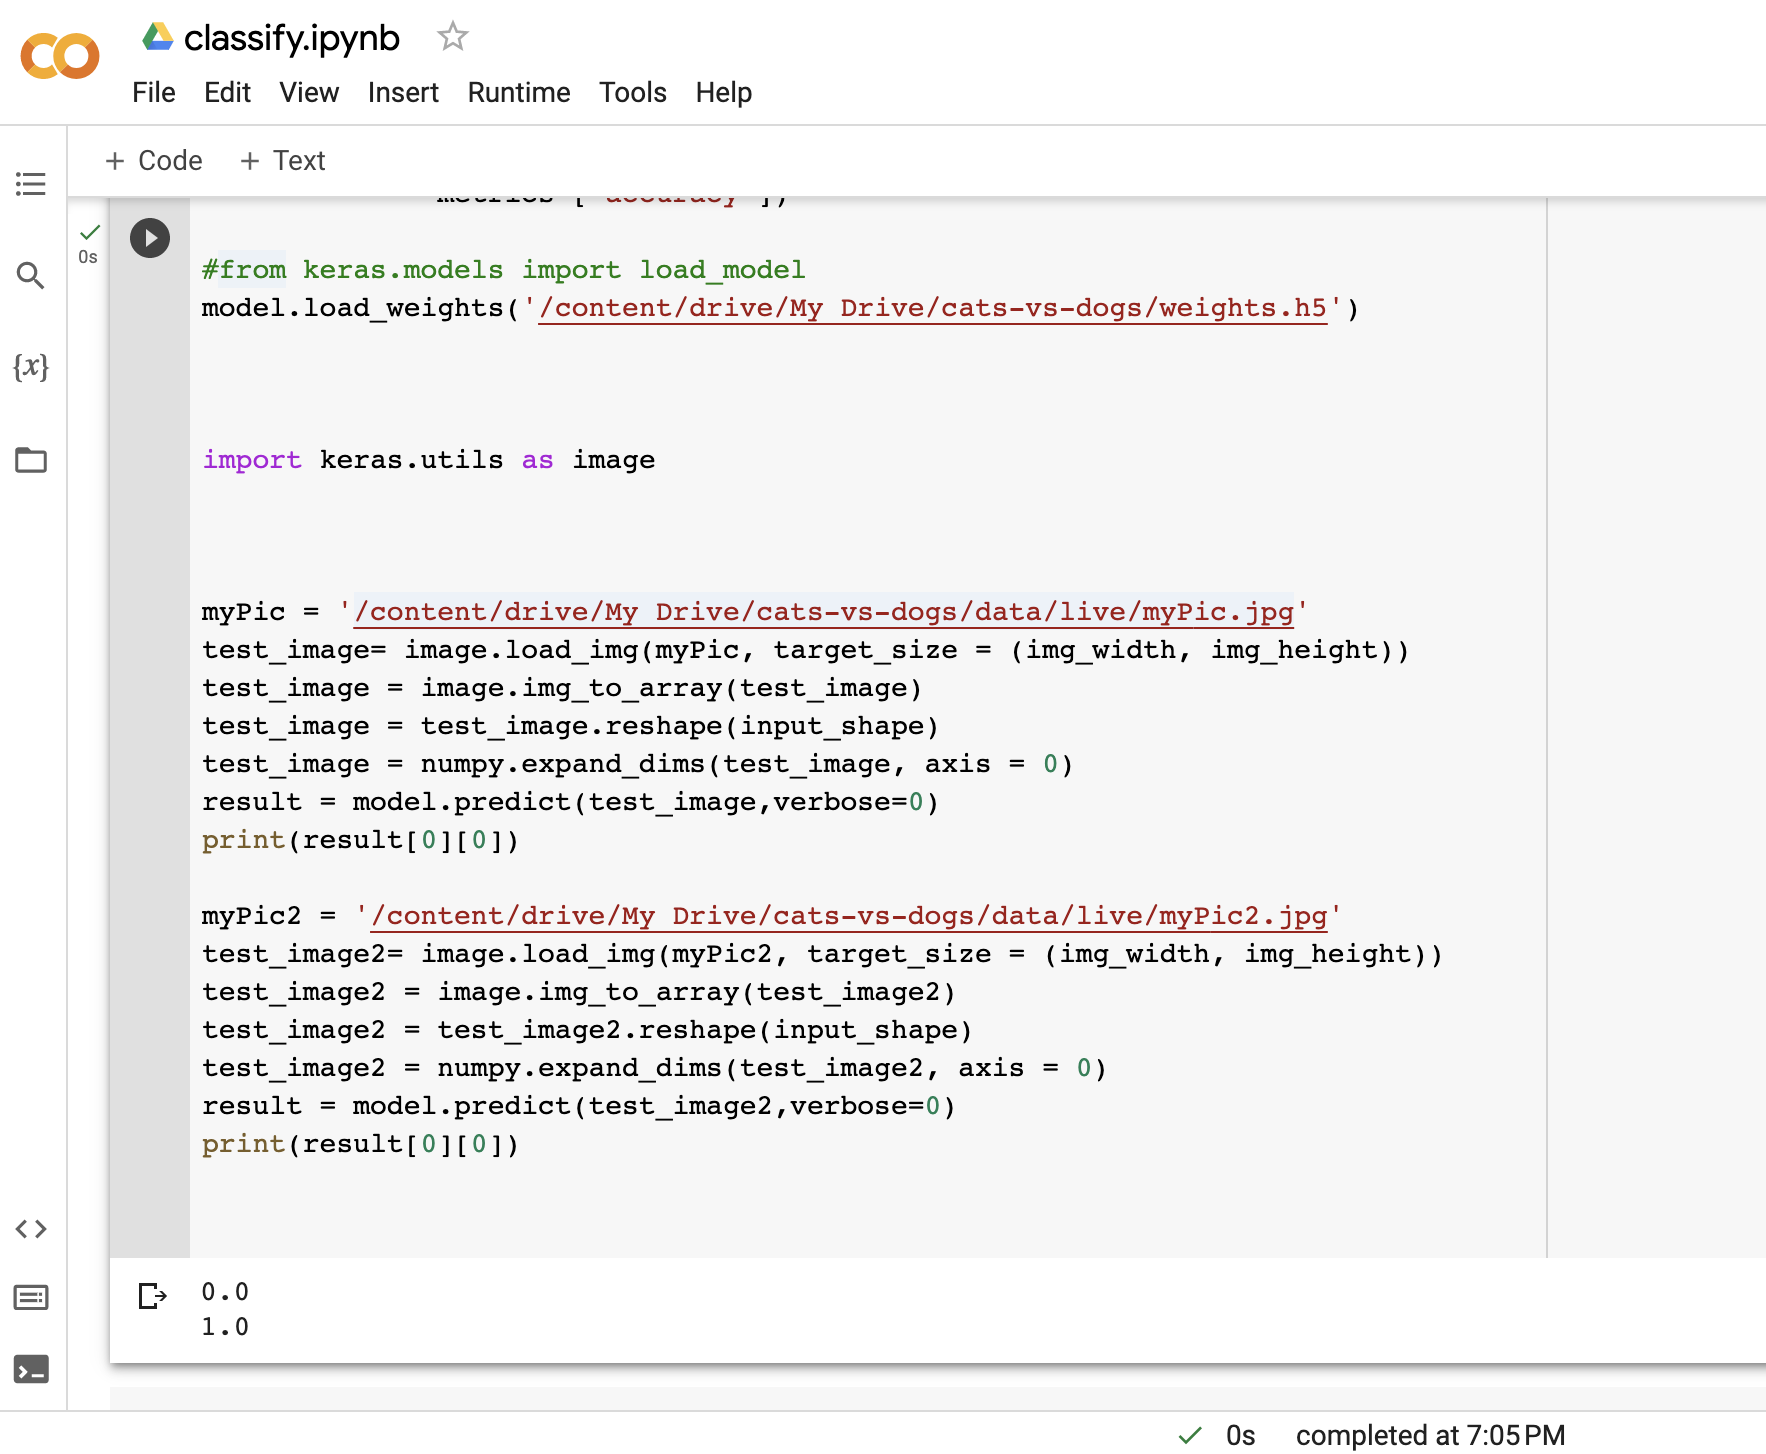 classify.ipynb
File Edit View Insert Runtime Tools Help
+ Code + Text
metrics=['accuracy'])
0s
#from keras.models import load_model
model.load_weights('/content/drive/My Drive/cats-vs-dogs/weights.h5')
{x}
import keras.utils as image
myPic = '/content/drive/My Drive/cats-vs-dogs/data/live/myPic.jpg'
test_image= image.load_img(myPic, target_size = (img_width, img_height))
test_image = image.img_to_array(test_image)
test_image = test_image.reshape(input_shape)
test_image = numpy.expand_dims(test_image, axis = 0)
result = model.predict(test_image,verbose=0)
print(result[0][0])
myPic2 = '/content/drive/My Drive/cats-vs-dogs/data/live/myPic2.jpg'
test_image2= image.load_img(myPic2, target_size = (img_width, img_height))
test_image2 = image.img_to_array(test_image2)
test_image2 = test_image2.reshape(input_shape)
test_image2 = numpy.expand_dims(test_image2, axis = 0)
result = model.predict(test_image2,verbose=0)
print(result[0][0])
0.0
1.0
0s completed at 7:05 PM